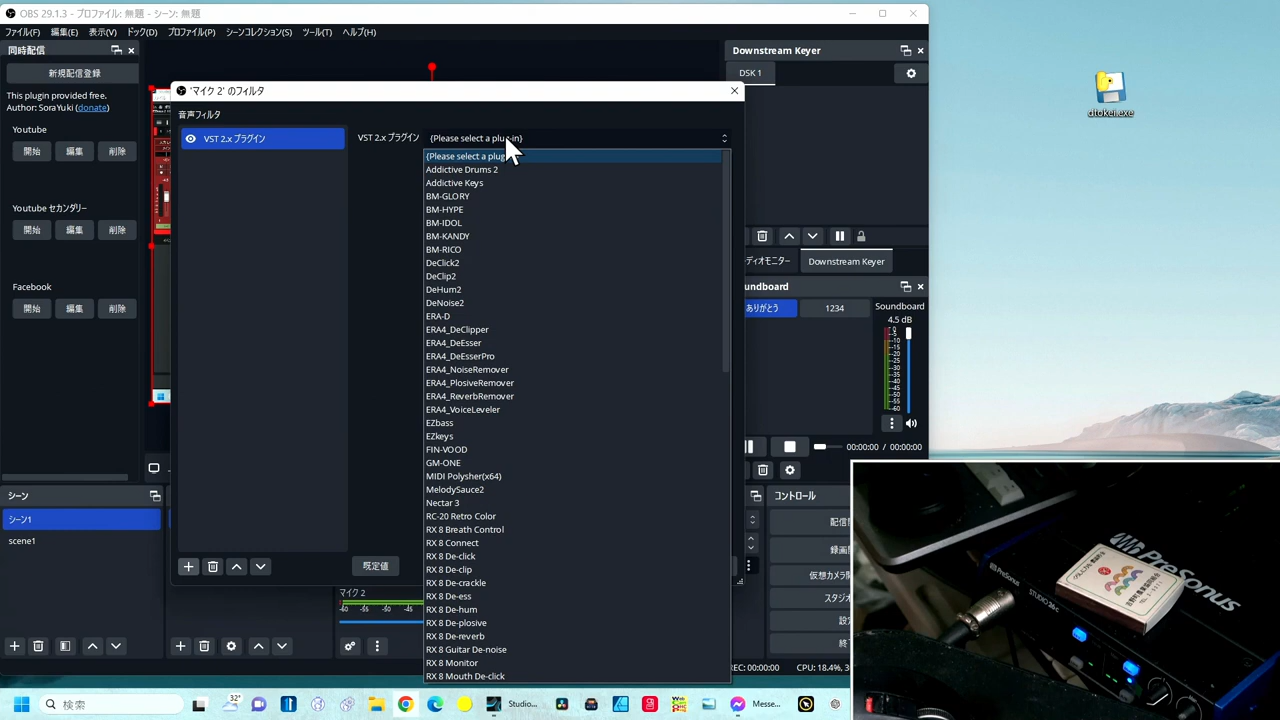 OBS 29.1.3 - プロファイル: 無題 - シーン: 無題
ファイル(F) 編集(E) 表示(V) ドック(D) プロファイル(P) シーンコレクション(S) ツール(T) ヘルプ(H)
同時配信
新規配信登録
This plugin provided free.
Author: SoraYuki (donate)
Youtube
開始 編集 削除
Youtube セカンダリー
開始 編集 削除
Facebook
開始 編集 削除
'マイク 2' のフィルタ
音声フィルタ
VST 2.x プラグイン
VST 2.x プラグイン
{Please select a plug-in}
{Please select a plug
Addictive Drums 2
Addictive Keys
BM-GLORY
BM-HYPE
BM-IDOL
BM-KANDY
BM-RICO
DeClick2
DeClip2
DeHum2
DeNoise2
ERA-D
ERA4_DeClipper
ERA4_DeEsser
ERA4_DeEsserPro
ERA4_NoiseRemover
ERA4_PlosiveRemover
ERA4_ReverbRemover
ERA4_VoiceLeveler
EZbass
EZkeys
FIN-VOOD
GM-ONE
MIDI Polysher(x64)
MelodySauce2
Nectar 3
RC-20 Retro Color
RX 8 Breath Control
RX 8 Connect
RX 8 De-click
RX 8 De-clip
RX 8 De-crackle
RX 8 De-ess
RX 8 De-hum
RX 8 De-plosive
RX 8 De-reverb
RX 8 Guitar De-noise
RX 8 Monitor
RX 8 Mouth De-click
既定値
Downstream Keyer
DSK 1
ディオモニター
Downstream Keyer
oundboard
ありがとう
1234
Soundboard
4.5 dB
00:00:00 / 00:00:00
シーン
シーン1
scene1
マイク 2
-60 -55 -50 -45
コントロール
配信開
録画開
仮想カメラ開
スタジオ
設
終
REC: 00:00:00
CPU: 18.4%, 3
dtokei.exe
PreSonus
PreSonus
STUDIO 26c
検索
32°
Studio...
Messe...